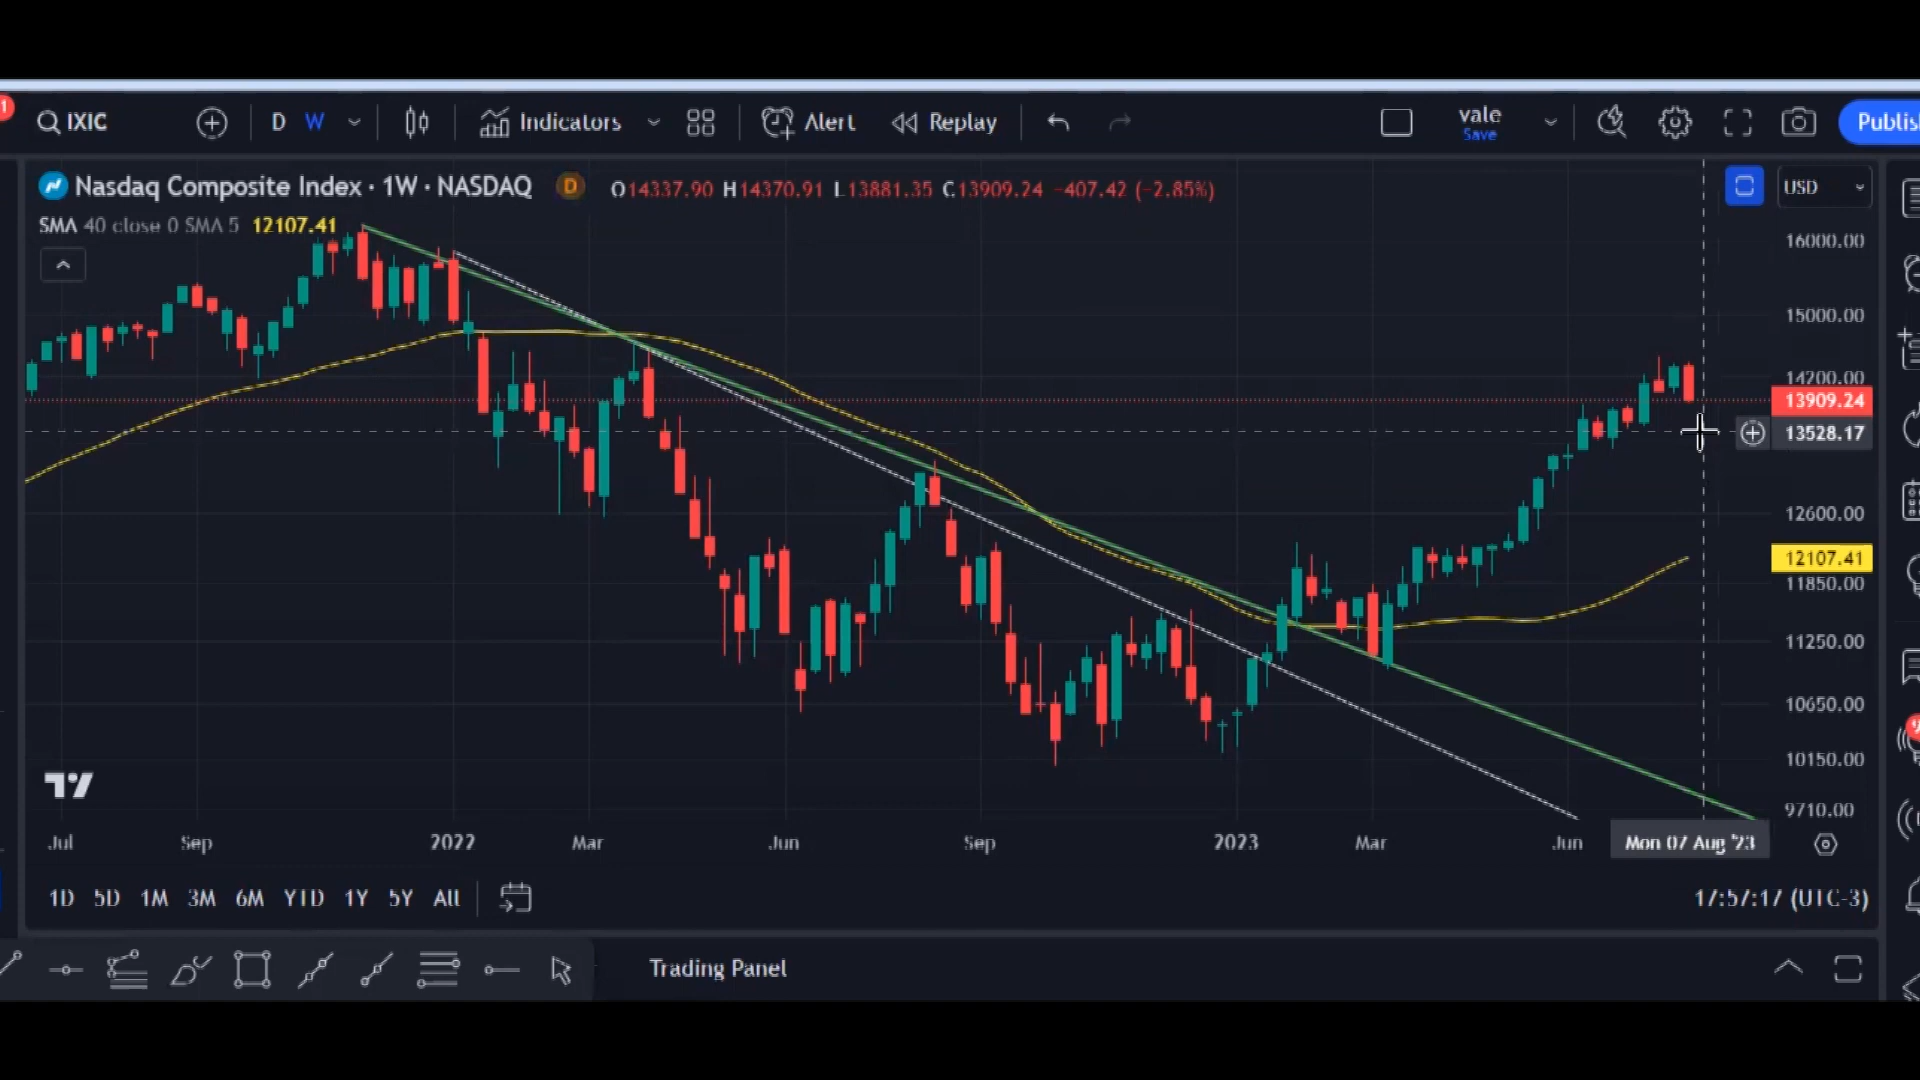 1
IXIC
D W
Indicators
Alert
Replay
vale
Save
Publis
Nasdaq Composite Index · 1W · NASDAQ D O14337.90 H14370.91 L13881.35 C13909.24 −407.42 (−2.85%)
USD
SMA 40 close 0 SMA 5 12107.41
16000.00
15000.00
14200.00
13909.24
13528.17
12600.00
12107.41
11850.00
11250.00
10650.00
10150.00
9710.00
Jul Sep 2022 Mar Jun Sep 2023 Mar Jun Mon 07 Aug '23
1D 5D 1M 3M 6M YTD 1Y 5Y All
17:57:17 (UTC-3)
Trading Panel